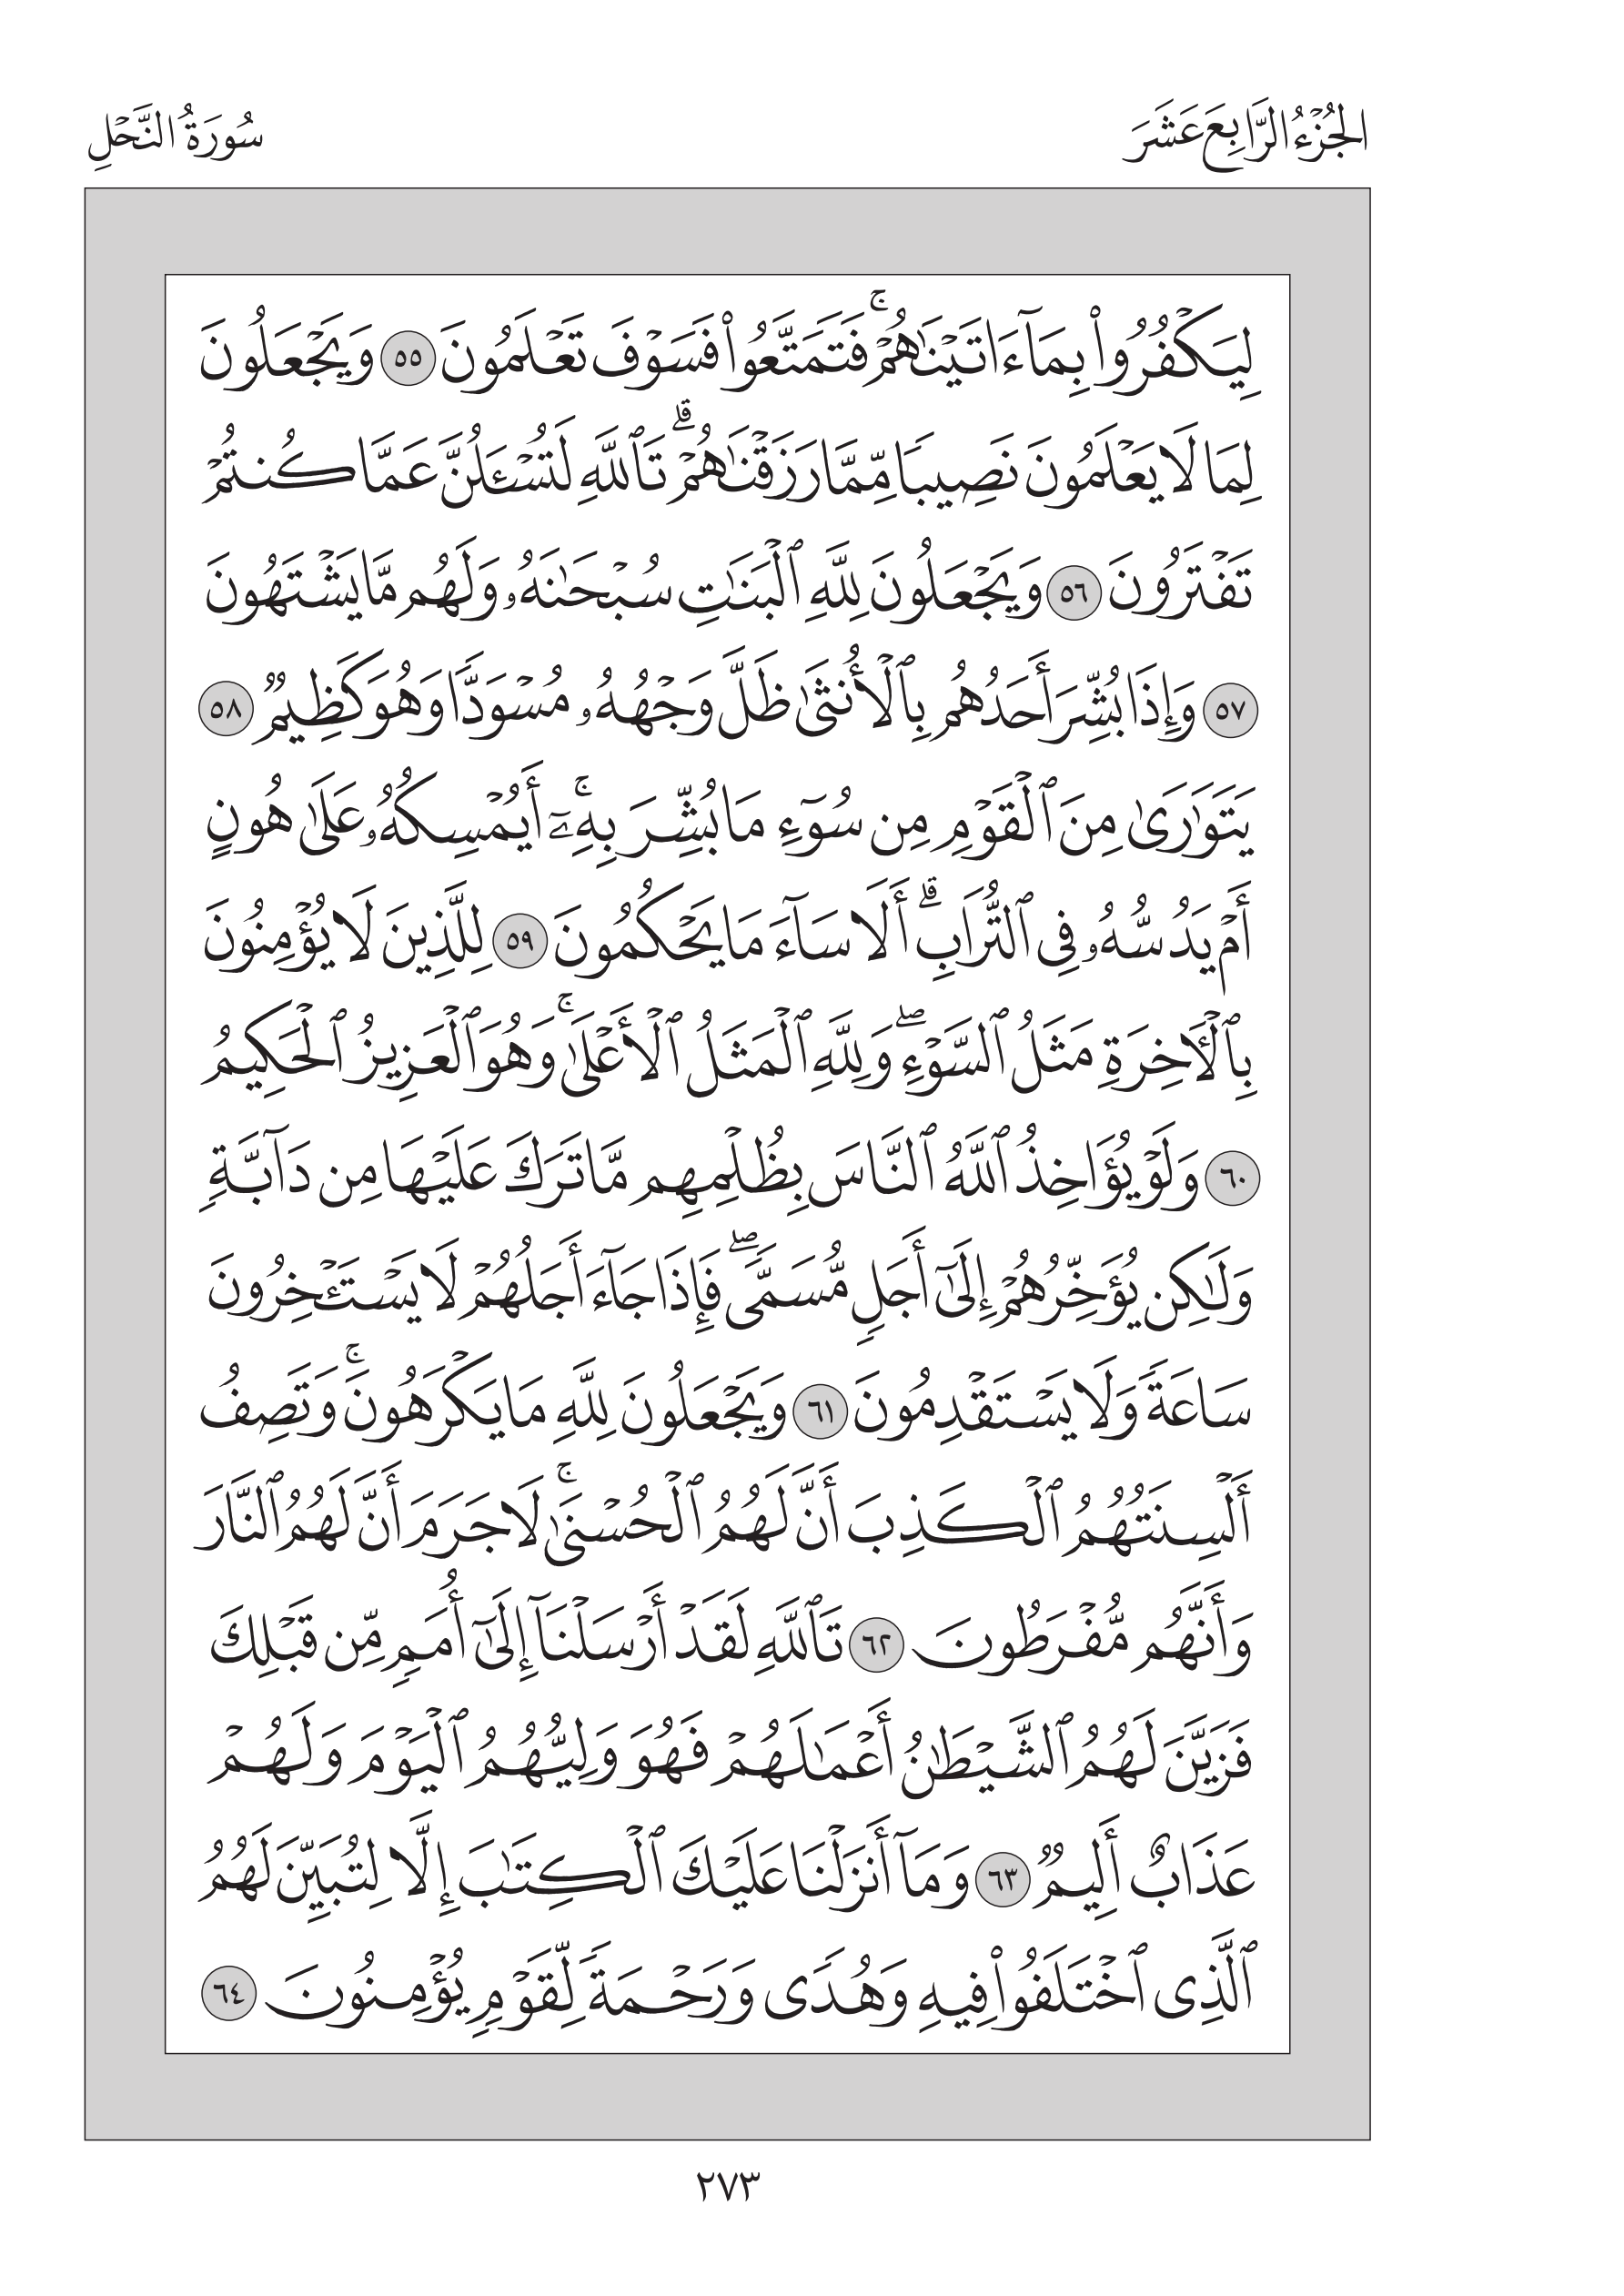 الجُزْءُ الرَّابِعَ عَشَرَ
سُورَةُ النَّحْلِ
لِيَكْفُرُواْ بِمَآ ءَاتَيْنَٰهُمْۚ فَتَمَتَّعُواْ فَسَوْفَ تَعْلَمُونَ ٥٥ وَيَجْعَلُونَ
لِمَا لَا يَعْلَمُونَ نَصِيبًا مِّمَّا رَزَقْنَٰهُمْۗ تَٱللَّهِ لَتُسْـَٔلُنَّ عَمَّا كُنتُمْ
تَفْتَرُونَ ٥٦ وَيَجْعَلُونَ لِلَّهِ ٱلْبَنَٰتِ سُبْحَٰنَهُۥ وَلَهُم مَّا يَشْتَهُونَ
٥٧ وَإِذَا بُشِّرَ أَحَدُهُم بِٱلْأُنثَىٰ ظَلَّ وَجْهُهُۥ مُسْوَدًّا وَهُوَ كَظِيمٌ ٥٨
يَتَوَٰرَىٰ مِنَ ٱلْقَوْمِ مِن سُوٓءِ مَا بُشِّرَ بِهِۦٓۚ أَيُمْسِكُهُۥ عَلَىٰ هُونٍ
أَمْ يَدُسُّهُۥ فِى ٱلتُّرَابِۗ أَلَا سَآءَ مَا يَحْكُمُونَ ٥٩ لِلَّذِينَ لَا يُؤْمِنُونَ
بِٱلْـَٔاخِرَةِ مَثَلُ ٱلسَّوْءِۖ وَلِلَّهِ ٱلْمَثَلُ ٱلْأَعْلَىٰۚ وَهُوَ ٱلْعَزِيزُ ٱلْحَكِيمُ
٦٠ وَلَوْ يُؤَاخِذُ ٱللَّهُ ٱلنَّاسَ بِظُلْمِهِم مَّا تَرَكَ عَلَيْهَا مِن دَآبَّةٍ
وَلَٰكِن يُؤَخِّرُهُمْ إِلَىٰٓ أَجَلٍ مُّسَمًّىۖ فَإِذَا جَآءَ أَجَلُهُمْ لَا يَسْتَـْٔخِرُونَ
سَاعَةً وَلَا يَسْتَقْدِمُونَ ٦١ وَيَجْعَلُونَ لِلَّهِ مَا يَكْرَهُونَۚ وَتَصِفُ
أَلْسِنَتُهُمُ ٱلْكَذِبَ أَنَّ لَهُمُ ٱلْحُسْنَىٰۚ لَا جَرَمَ أَنَّ لَهُمُ ٱلنَّارَ
وَأَنَّهُم مُّفْرَطُونَ ٦٢ تَٱللَّهِ لَقَدْ أَرْسَلْنَآ إِلَىٰٓ أُمَمٍ مِّن قَبْلِكَ
فَزَيَّنَ لَهُمُ ٱلشَّيْطَٰنُ أَعْمَٰلَهُمْ فَهُوَ وَلِيُّهُمُ ٱلْيَوْمَ وَلَهُمْ
عَذَابٌ أَلِيمٌ ٦٣ وَمَآ أَنزَلْنَا عَلَيْكَ ٱلْكِتَٰبَ إِلَّا لِتُبَيِّنَ لَهُمُ
ٱلَّذِى ٱخْتَلَفُواْ فِيهِ وَهُدًى وَرَحْمَةً لِّقَوْمٍ يُؤْمِنُونَ ٦٤
٢٧٣